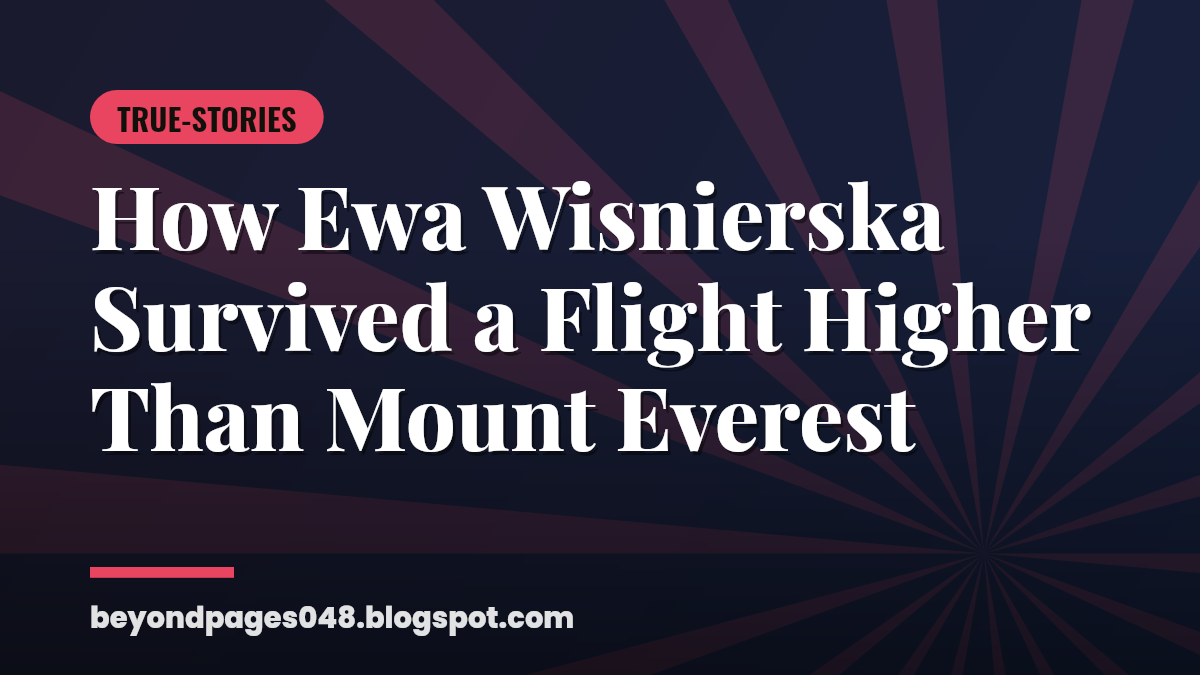 TRUE-STORIES
How Ewa Wisnierska
Survived a Flight Higher
Than Mount Everest
beyondpages048.blogspot.com